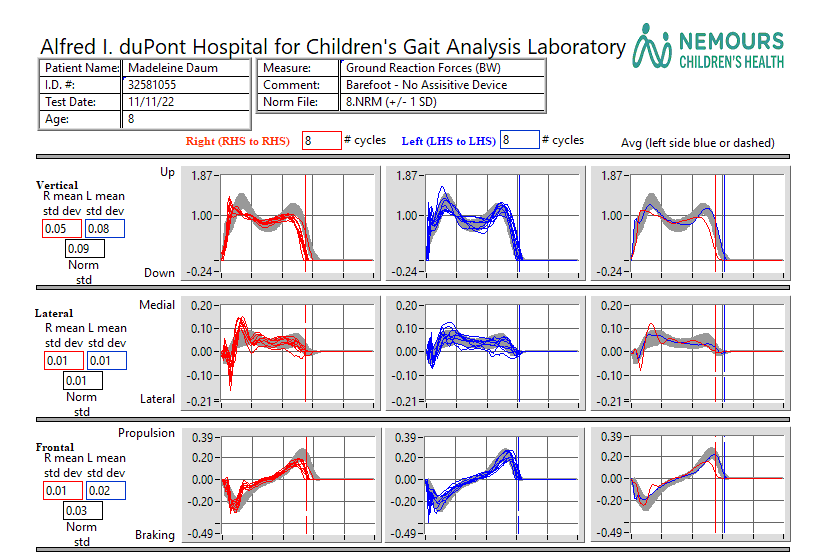 Alfred I. duPont Hospital for Children's Gait Analysis Laboratory
NEMOURS
CHILDREN'S HEALTH
Patient Name: Madeleine Daum
I.D. #: 32581055
Test Date: 11/11/22
Age: 8
Measure: Ground Reaction Forces (BW)
Comment: Barefoot - No Assisitive Device
Norm File: 8.NRM (+/- 1 SD)
Right (RHS to RHS) 8 # cycles Left (LHS to LHS) 8 # cycles Avg (left side blue or dashed)
Vertical
R mean L mean
std dev std dev
0.05 0.08
0.09
Norm
std
Up
Down
1.87
1.00
-0.24
1.87
1.00
-0.24
1.87
1.00
-0.24
Lateral
R mean L mean
std dev std dev
0.01 0.01
0.01
Norm
std
Medial
Lateral
0.20
0.10
0.00
-0.10
-0.21
0.20
0.10
0.00
-0.10
-0.21
0.20
0.10
0.00
-0.10
-0.21
Frontal
R mean L mean
std dev std dev
0.01 0.02
0.03
Norm
std
Propulsion
Braking
0.39
0.20
0.00
-0.20
-0.49
0.39
0.20
0.00
-0.20
-0.49
0.39
0.20
0.00
-0.20
-0.49